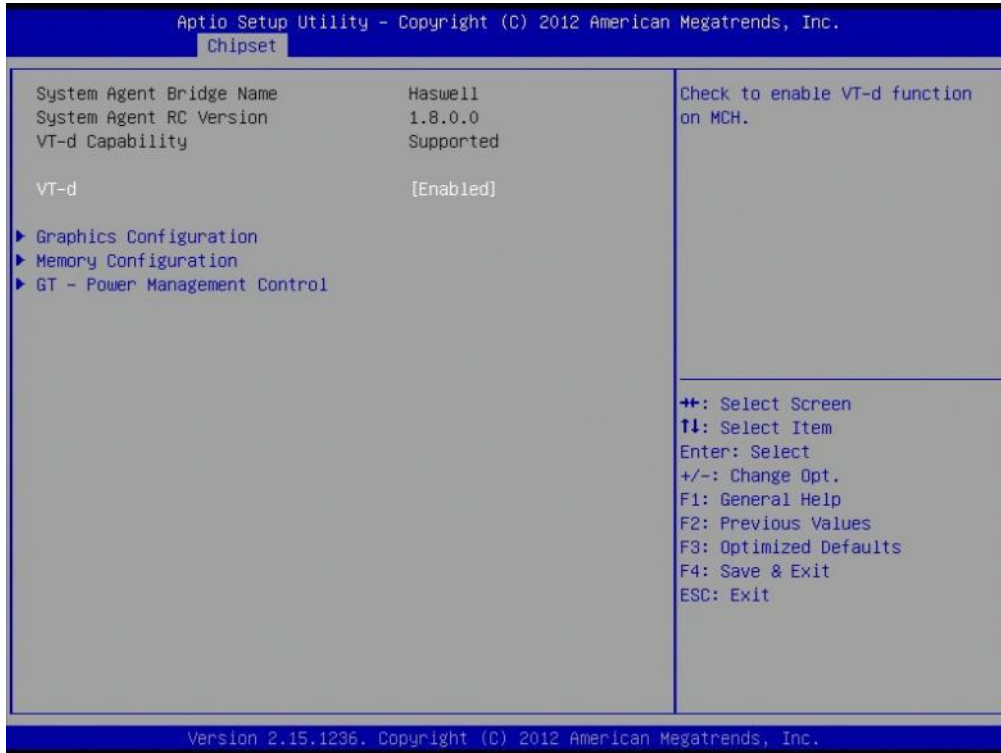 Aptio Setup Utility – Copyright (C) 2012 American Megatrends, Inc.
Chipset
System Agent Bridge Name Haswell
System Agent RC Version 1.8.0.0
VT-d Capability Supported
VT-d [Enabled]
► Graphics Configuration
► Memory Configuration
► GT – Power Management Control
Check to enable VT-d function
on MCH.
→←: Select Screen
↑↓: Select Item
Enter: Select
+/-: Change Opt.
F1: General Help
F2: Previous Values
F3: Optimized Defaults
F4: Save & Exit
ESC: Exit
Version 2.15.1236. Copyright (C) 2012 American Megatrends, Inc.